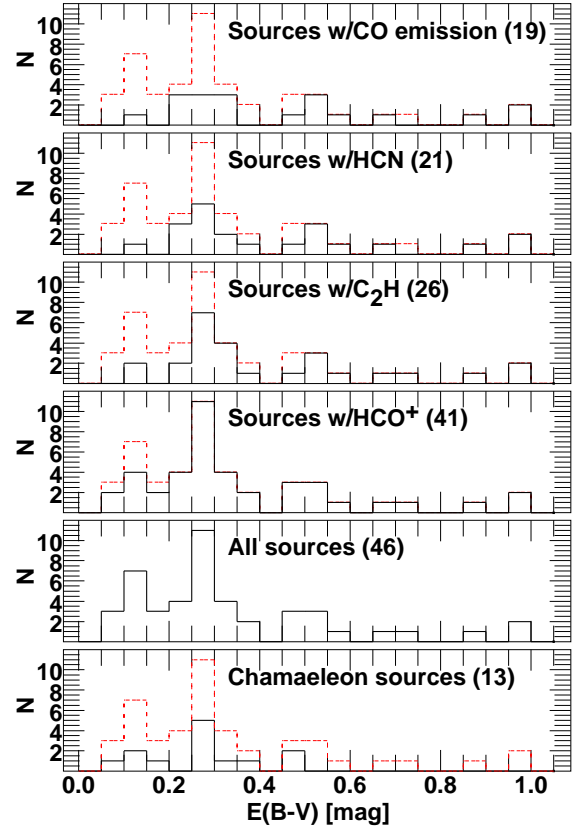 N
10
8
6
4
2
Sources w/CO emission (19)
N
10
8
6
4
2
Sources w/HCN (21)
N
10
8
6
4
2
Sources w/C₂H (26)
N
10
8
6
4
2
Sources w/HCO⁺ (41)
N
10
8
6
4
2
All sources (46)
N
10
8
6
4
2
Chamaeleon sources (13)
0.0 0.2 0.4 0.6 0.8 1.0
E(B-V) [mag]